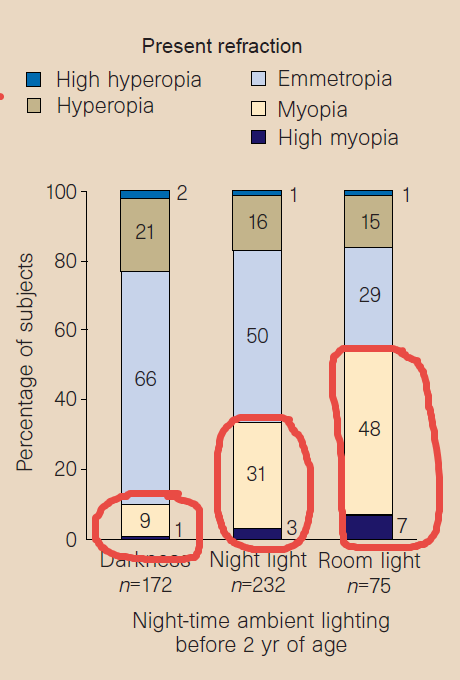 Present refraction
High hyperopia
Hyperopia
Emmetropia
Myopia
High myopia
Percentage of subjects
100
80
60
40
20
0
2
21
66
9
1
1
16
50
31
3
1
15
29
48
7
Darkness Night light Room light
n=172 n=232 n=75
Night-time ambient lighting
before 2 yr of age